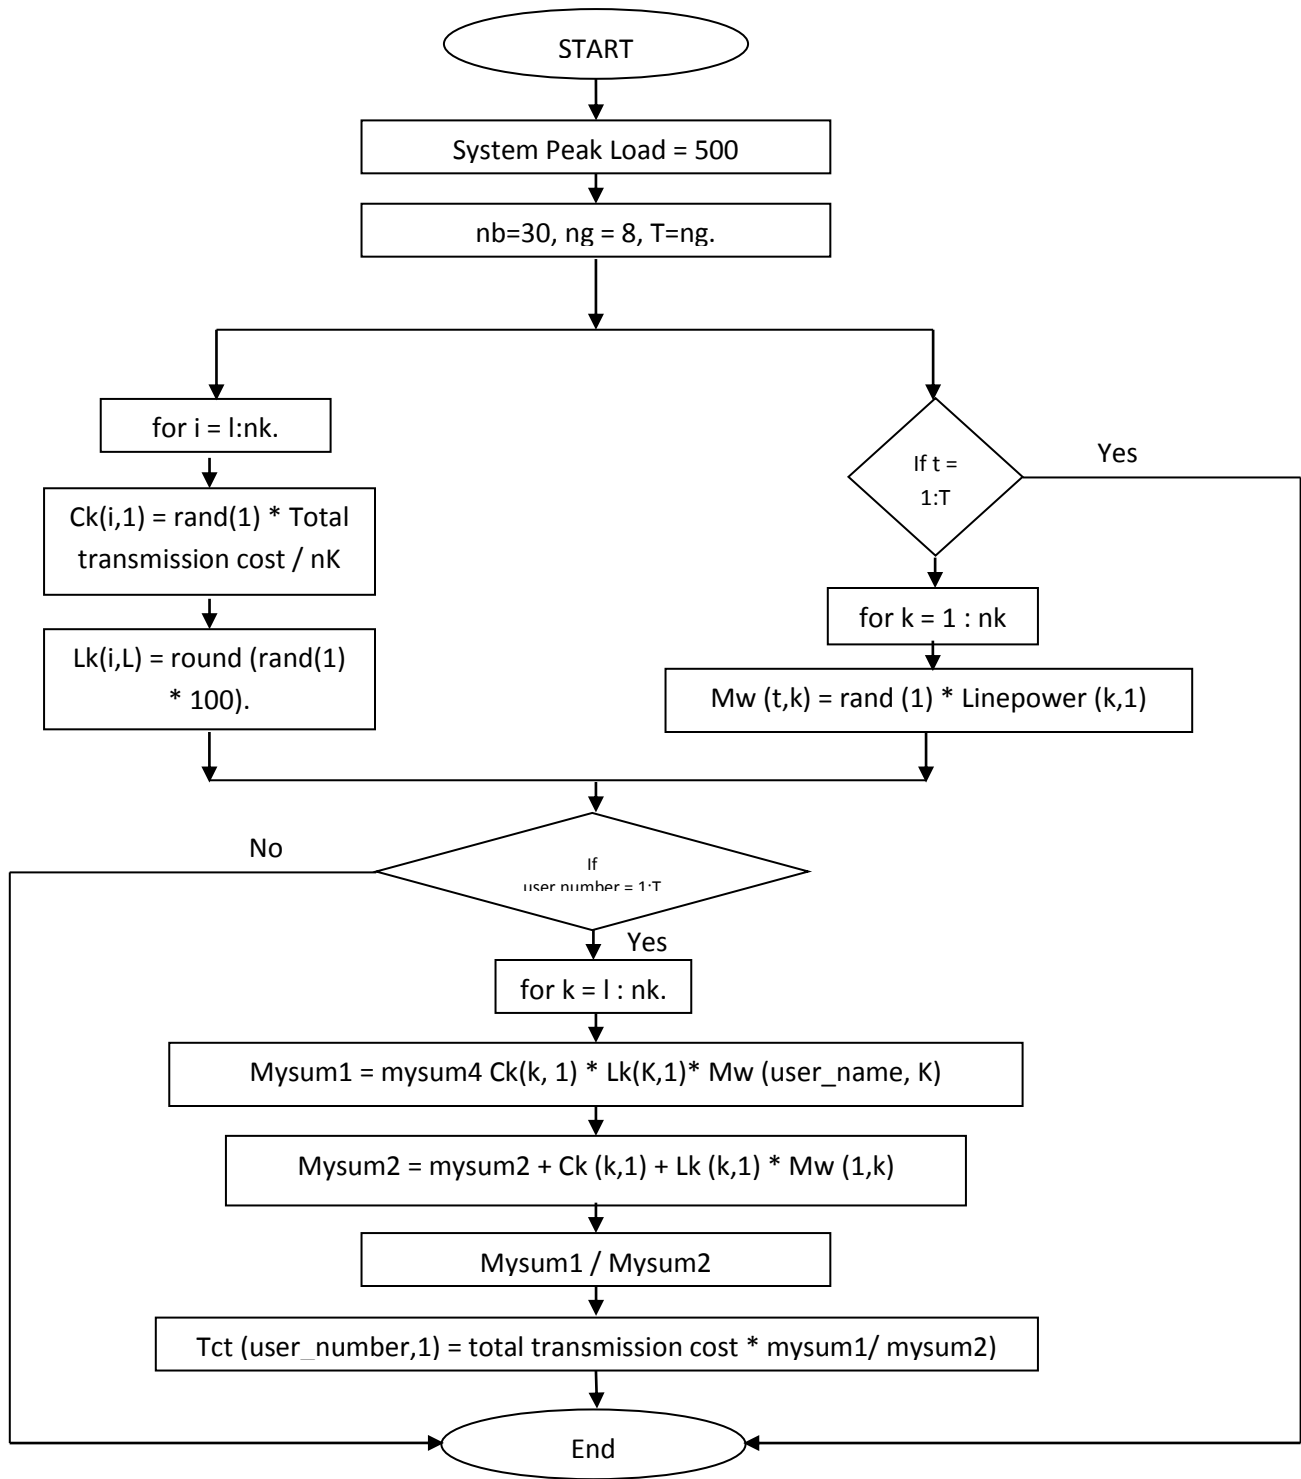 START
System Peak Load = 500
nb=30, ng = 8, T=ng.
for i = l:nk.
Ck(i,1) = rand(1) * Total
transmission cost / nK
Lk(i,L) = round (rand(1)
* 100).
If t =
1:T
Yes
for k = 1 : nk
Mw (t,k) = rand (1) * Linepower (k,1)
No
If
user number = 1:T
Yes
for k = l : nk.
Mysum1 = mysum4 Ck(k, 1) * Lk(K,1)* Mw (user_name, K)
Mysum2 = mysum2 + Ck (k,1) + Lk (k,1) * Mw (1,k)
Mysum1 / Mysum2
Tct (user_number,1) = total transmission cost * mysum1/ mysum2)
End